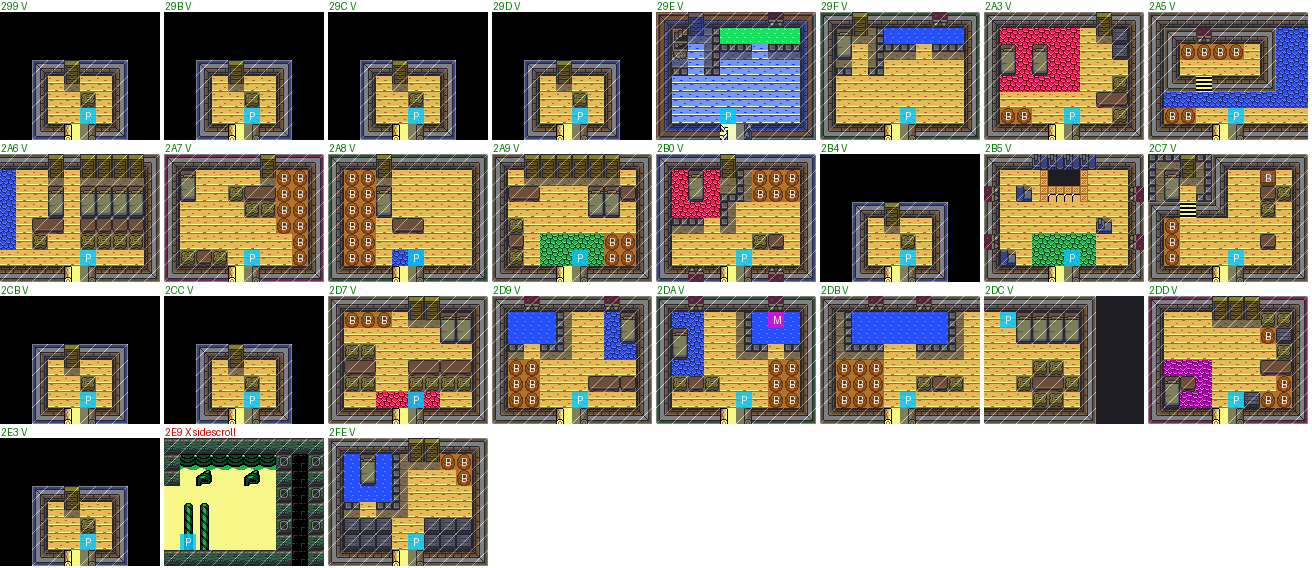 299 V 29B V 29C V 29D V 29E V 29F V 2A3 V 2A5 V
P P P P P P P B B B B
B B B B
2A6 V 2A7 V 2A8 V 2A9 V 2B0 V 2B4 V 2B5 V 2C7 V
B B B B B B B B
B B B B B B B
B B B
B B B B
B B B B B
P P B B B P P B B P P P B P
2CB V 2CC V 2D7 V 2D9 V 2DA V 2DB V 2DC V 2DD V
B B B M P
B
B B B B B B B
B B B B B B B B
P P P B B P B B B B B P P B B
2E3 V 2E9 X sidescroll 2FE V
B B
B
P P P